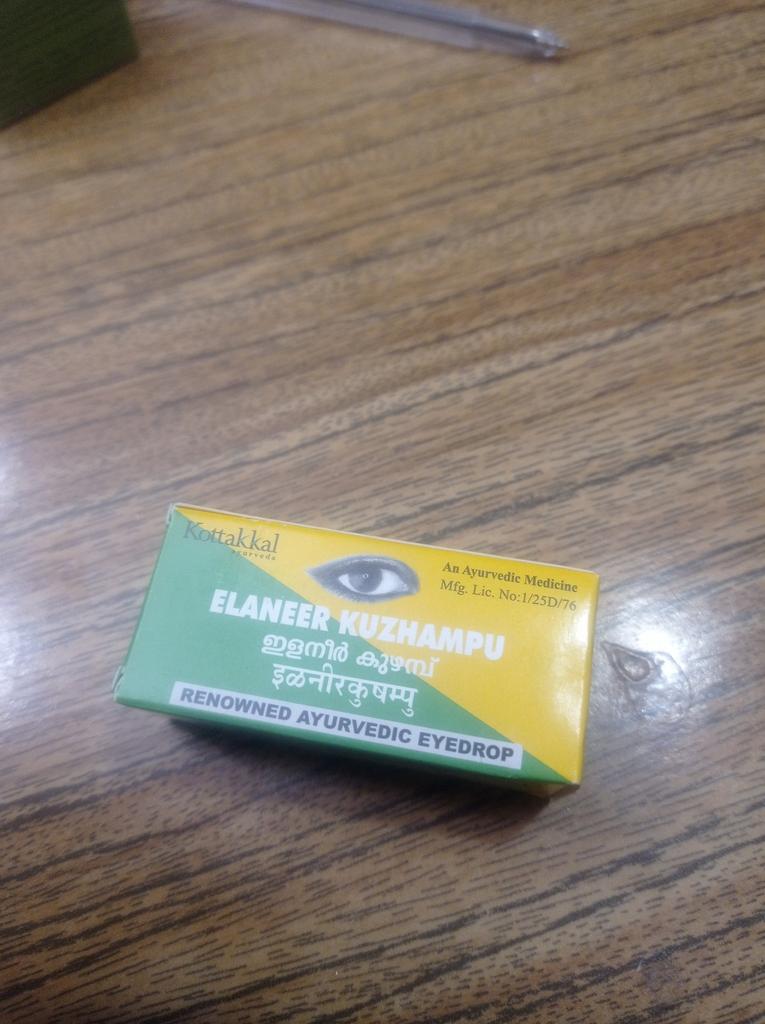 Kottakkal
ayurveda
An Ayurvedic Medicine
Mfg. Lic. No:1/25D/76
ELANEER KUZHAMPU
ഇളനീർ കുഴമ്പ്
इळनीरकुषम्पु
RENOWNED AYURVEDIC EYEDROP